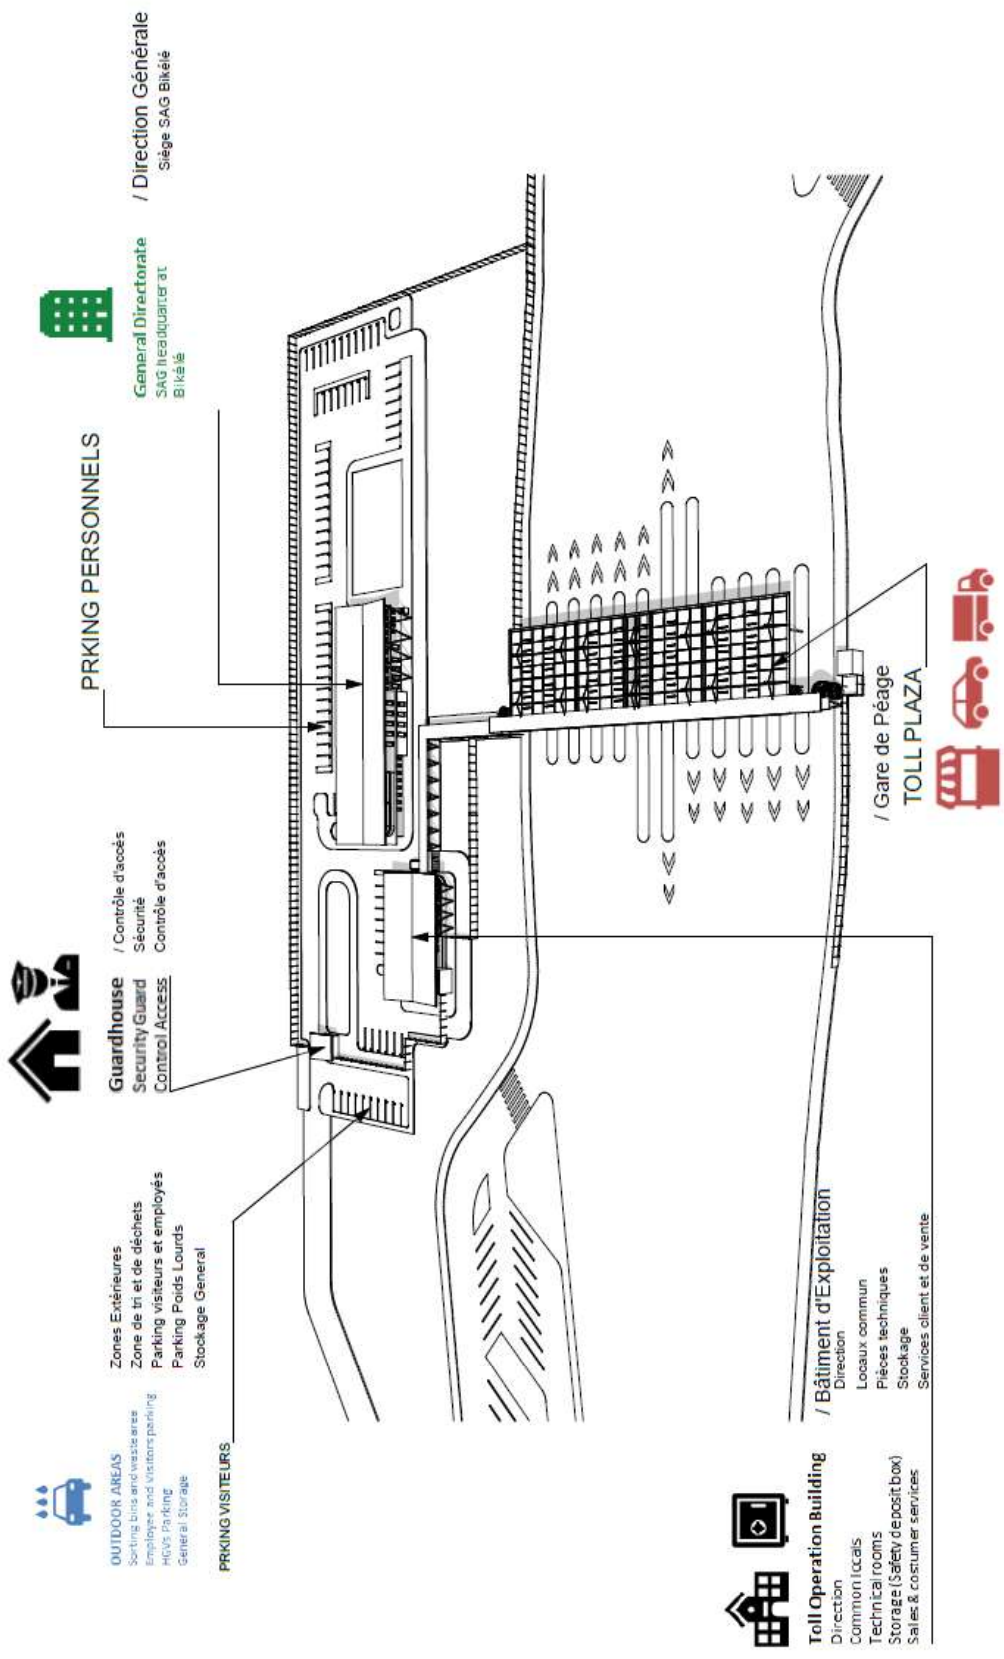 OUTDOOR AREAS
Sorting bins and waste area
Employee and Visitors parking
HGVs Parking
General Storage
Zones Extérieures
Zone de tri et de déchets
Parking visiteurs et employés
Parking Poids Lourds
Stockage General
PRKING VISITEURS
Guardhouse
Security Guard
Control Access
/ Contrôle d'accès
Sécurité
Contrôle d'accès
PRKING PERSONNELS
General Directorate
SAG headquarter at
Bikélé
/ Direction Générale
Siège SAG Bikélé
Toll Operation Building
Direction
Common locals
Technical rooms
Storage (Safety deposit box)
Sales & costumer services
/ Bâtiment d'Exploitation
Direction
Locaux commun
Pièces techniques
Stockage
Services client et de vente
/ Gare de Péage
TOLL PLAZA